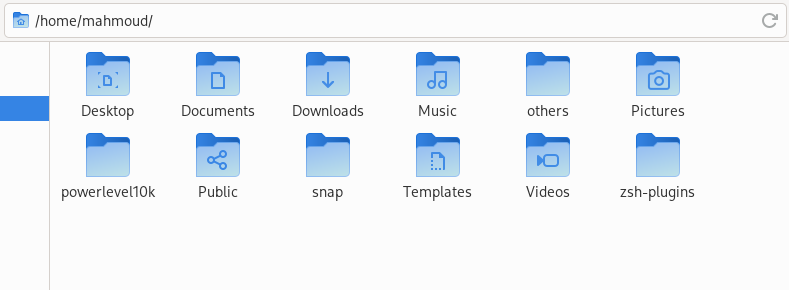 /home/mahmoud/
Desktop Documents Downloads Music others Pictures
powerlevel10k Public snap Templates Videos zsh-plugins